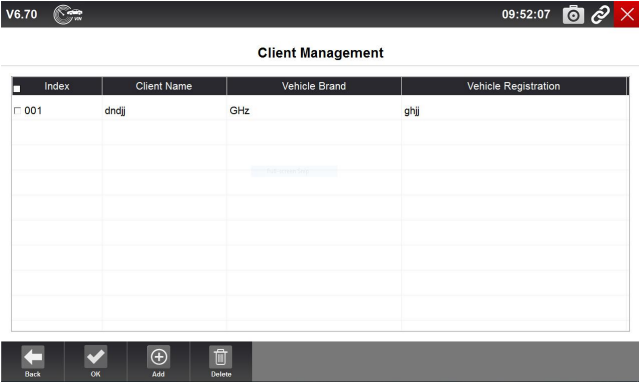 V6.70 VIN 09:52:07
Client Management
Index Client Name Vehicle Brand Vehicle Registration
001 dndjj GHz ghjj
Back OK Add Delete